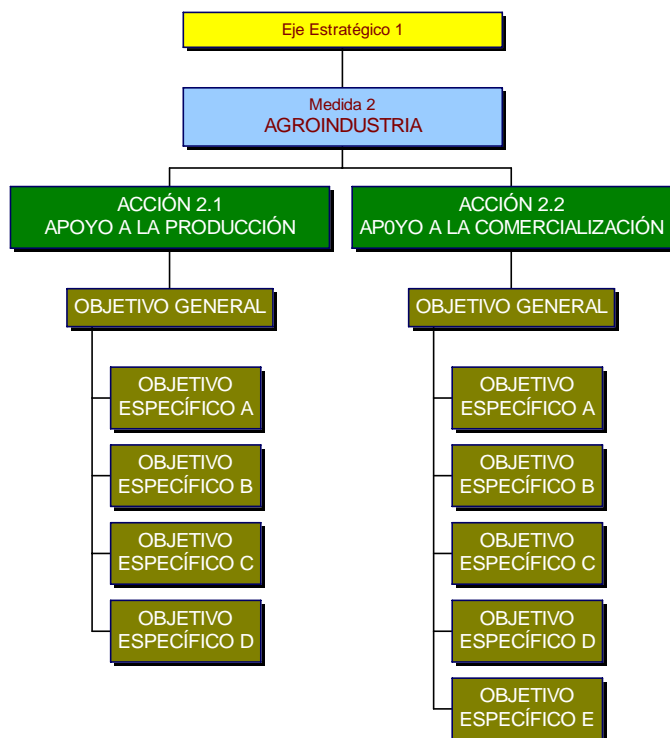 Eje Estratégico 1
Medida 2
AGROINDUSTRIA
ACCIÓN 2.1
APOYO A LA PRODUCCIÓN
ACCIÓN 2.2
AP0YO A LA COMERCIALIZACIÓN
OBJETIVO GENERAL
OBJETIVO GENERAL
OBJETIVO
ESPECÍFICO A
OBJETIVO
ESPECÍFICO B
OBJETIVO
ESPECÍFICO C
OBJETIVO
ESPECÍFICO D
OBJETIVO
ESPECÍFICO A
OBJETIVO
ESPECÍFICO B
OBJETIVO
ESPECÍFICO C
OBJETIVO
ESPECÍFICO D
OBJETIVO
ESPECÍFICO E